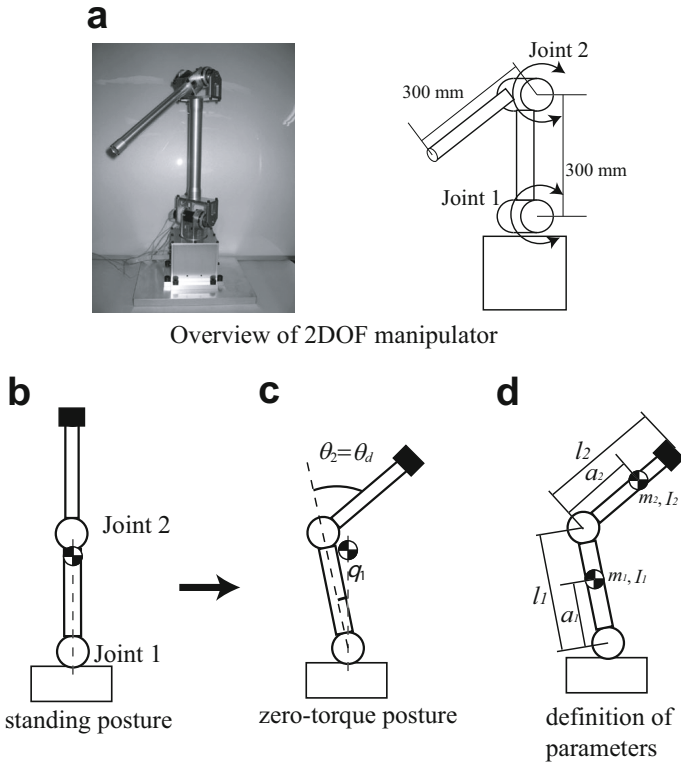 a
Joint 2
300 mm
300 mm
Joint 1
Overview of 2DOF manipulator
b
c
d
θ2=θd
l2
a2
m2, I2
Joint 2
q1
m1, I1
l1
a1
Joint 1
standing posture
zero-torque posture
definition of
parameters